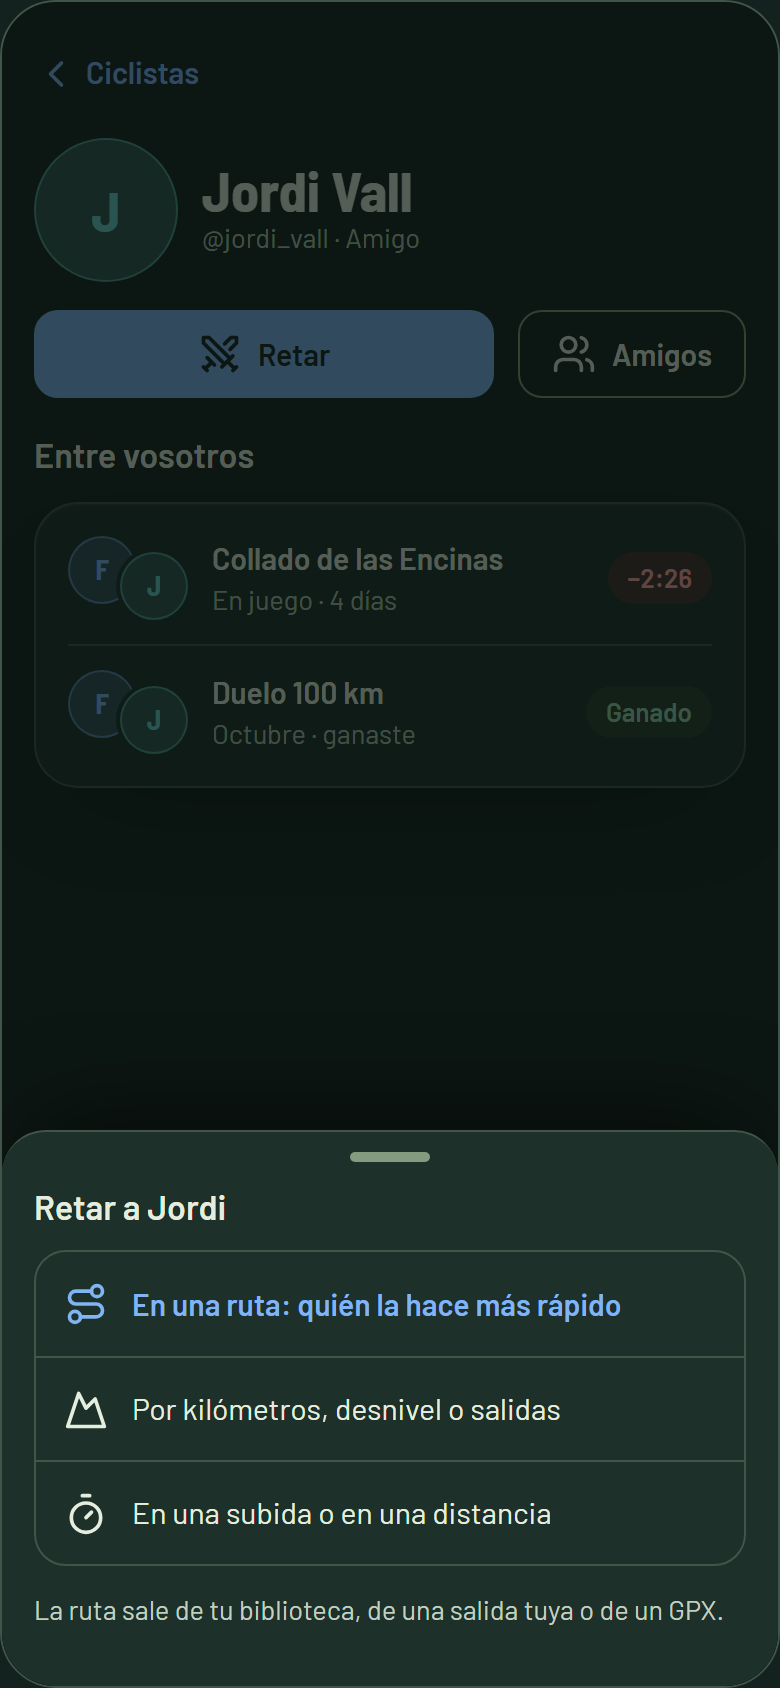 Ciclistas
J
Jordi Vall
@jordi_vall · Amigo
Retar
Amigos
Entre vosotros
F
J
Collado de las Encinas
En juego · 4 días
−2:26
F
J
Duelo 100 km
Octubre · ganaste
Ganado
Retar a Jordi
En una ruta: quién la hace más rápido
Por kilómetros, desnivel o salidas
En una subida o en una distancia
La ruta sale de tu biblioteca, de una salida tuya o de un GPX.